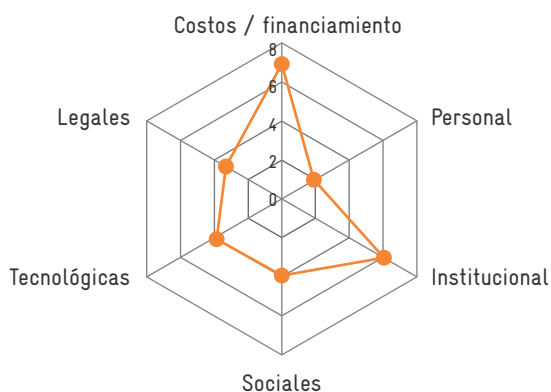 Costos / financiamiento
8
6
4
2
0
Legales
Personal
Tecnológicas
Institucional
Sociales